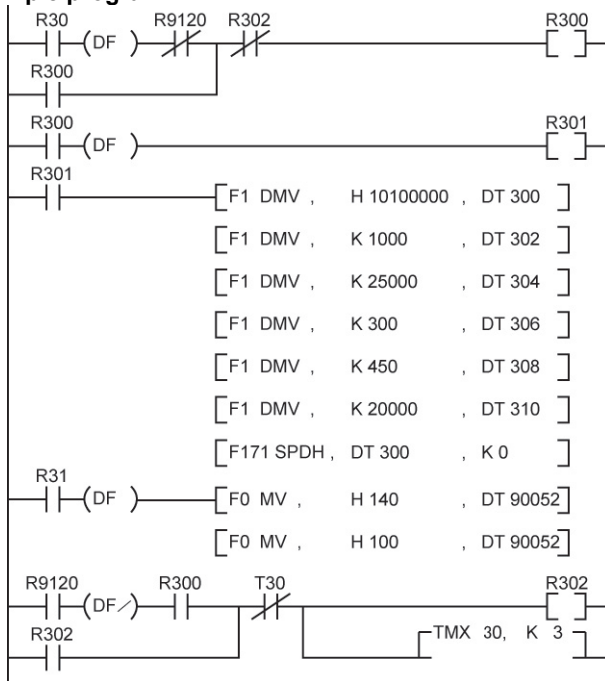 R30 R9120 R302 R300
(DF )
R300
R300 R301
(DF )
R301
[F1 DMV , H 10100000 , DT 300 ]
[F1 DMV , K 1000 , DT 302 ]
[F1 DMV , K 25000 , DT 304 ]
[F1 DMV , K 300 , DT 306 ]
[F1 DMV , K 450 , DT 308 ]
[F1 DMV , K 20000 , DT 310 ]
[F171 SPDH , DT 300 , K 0 ]
R31
(DF ) [F0 MV , H 140 , DT 90052]
[F0 MV , H 100 , DT 90052]
R9120 R300 T30 R302
(DF/)
R302
TMX 30, K 3